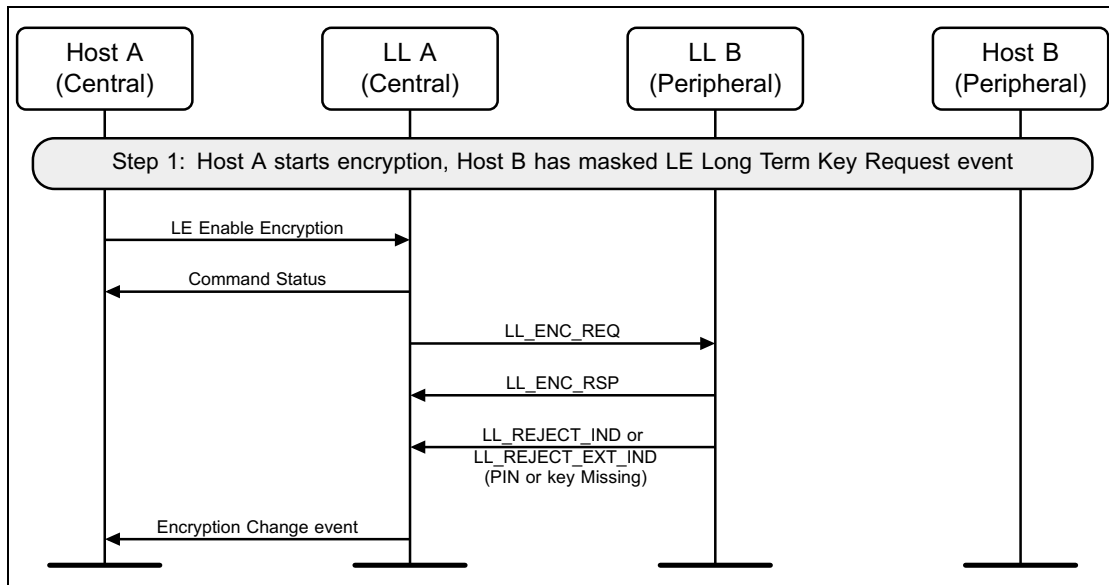 Host A
(Central)
LL A
(Central)
LL B
(Peripheral)
Host B
(Peripheral)
Step 1: Host A starts encryption, Host B has masked LE Long Term Key Request event
LE Enable Encryption
Command Status
LL_ENC_REQ
LL_ENC_RSP
LL_REJECT_IND or
LL_REJECT_EXT_IND
(PIN or key Missing)
Encryption Change event